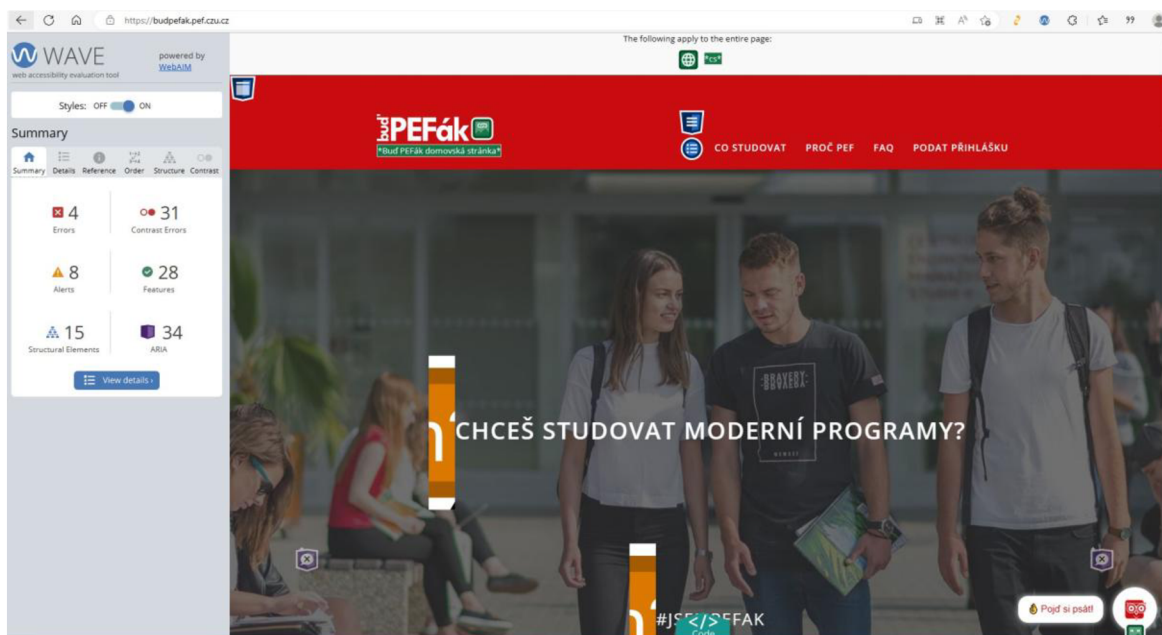 https://budpefak.pef.czu.cz
WAVE
web accessibility evaluation tool
powered by
WebAIM
Styles: OFF ON
Summary
Summary Details Reference Order Structure Contrast
4
Errors
31
Contrast Errors
8
Alerts
28
Features
15
Structural Elements
34
ARIA
View details ›
The following apply to the entire page:
*cs*
buď PEFák
*Buď PEFák domovská stránka*
CO STUDOVAT PROČ PEF FAQ PODAT PŘIHLÁŠKU
BRAVERY
CHCEŠ STUDOVAT MODERNÍ PROGRAMY?
</>
Code
Pojď si psát!